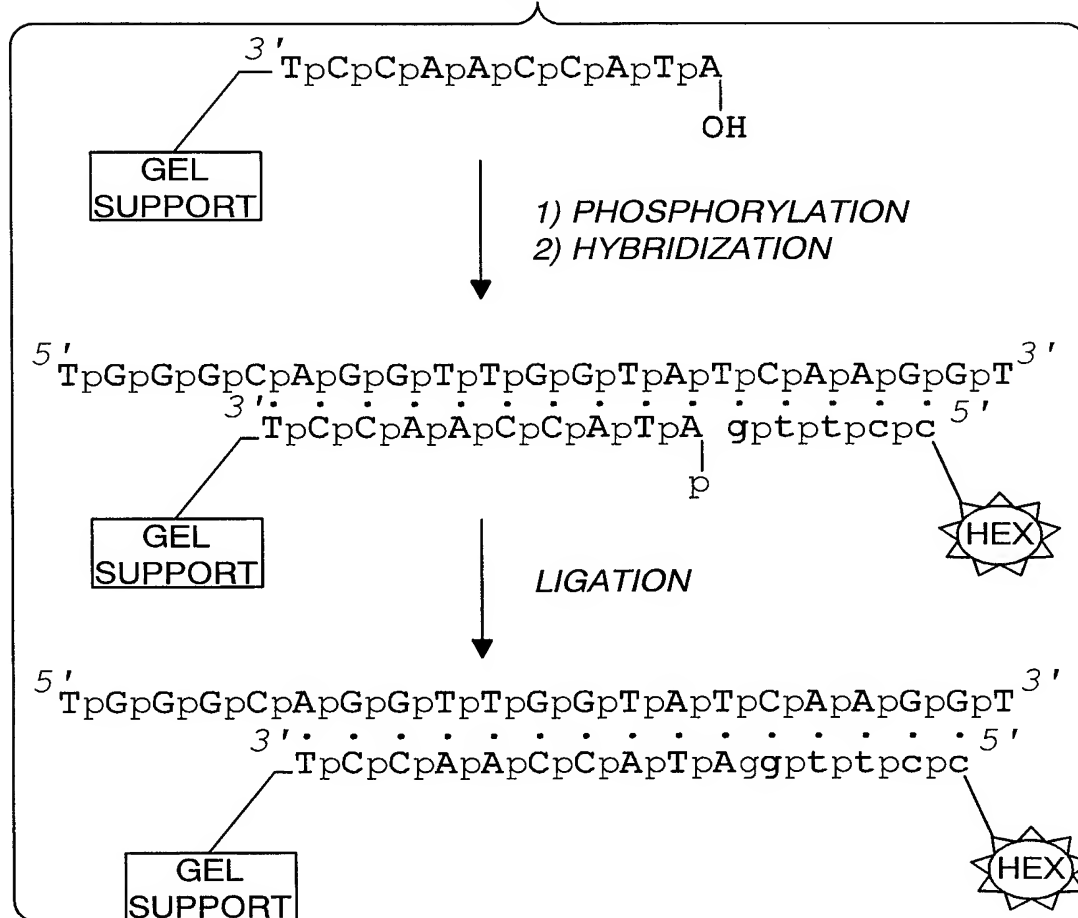 3' TpCpCpApApCpCpApTpA
OH
GEL
SUPPORT
1) PHOSPHORYLATION
2) HYBRIDIZATION
5' TpGpGpGpCpApGpGpTpTpGpGpTpApTpCpApApGpGpT 3'
3' TpCpCpApApCpCpApTpA gptptpcpc 5'
p
HEX
GEL
SUPPORT
LIGATION
5' TpGpGpGpCpApGpGpTpTpGpGpTpApTpCpApApGpGpT 3'
3' TpCpCpApApCpCpApTpAggptptpcpc 5'
HEX
GEL
SUPPORT